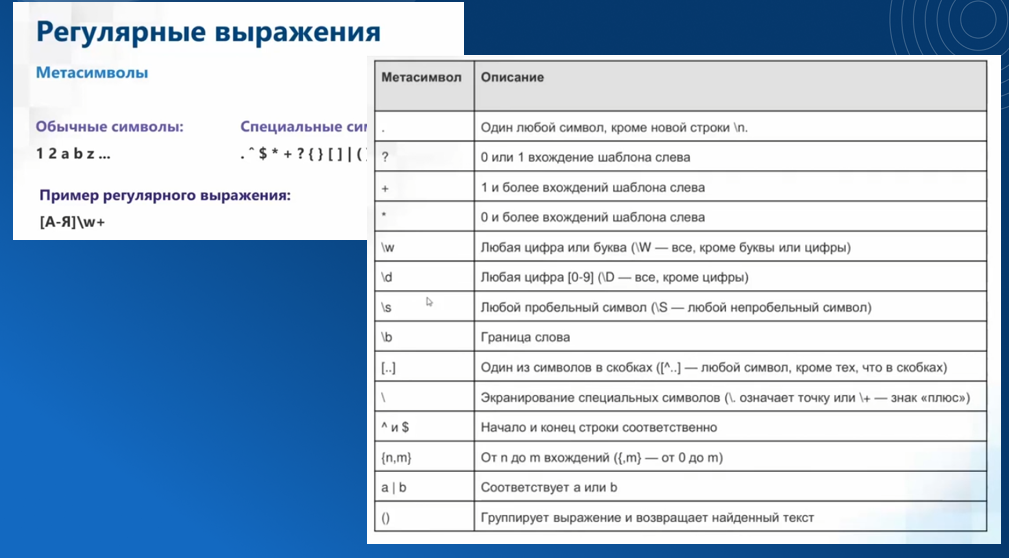 Регулярные выражения
Метасимволы
Обычные символы: Специальные
1 2 a b z ... . ^ $ * + ? { } [ ] | (
Пример регулярного выражения:
[А-Я]\w+
Метасимвол Описание
. Один любой символ, кроме новой строки \n.
? 0 или 1 вхождение шаблона слева
+ 1 и более вхождений шаблона слева
* 0 и более вхождений шаблона слева
\w Любая цифра или буква (\W — все, кроме буквы или цифры)
\d Любая цифра [0-9] (\D — все, кроме цифры)
\s Любой пробельный символ (\S — любой непробельный символ)
\b Граница слова
[..] Один из символов в скобках ([^..] — любой символ, кроме тех, что в скобках)
\ Экранирование специальных символов (\. означает точку или \+ — знак «плюс»)
^ и $ Начало и конец строки соответственно
{n,m} От n до m вхождений ({,m} — от 0 до m)
a | b Соответствует a или b
() Группирует выражение и возвращает найденный текст